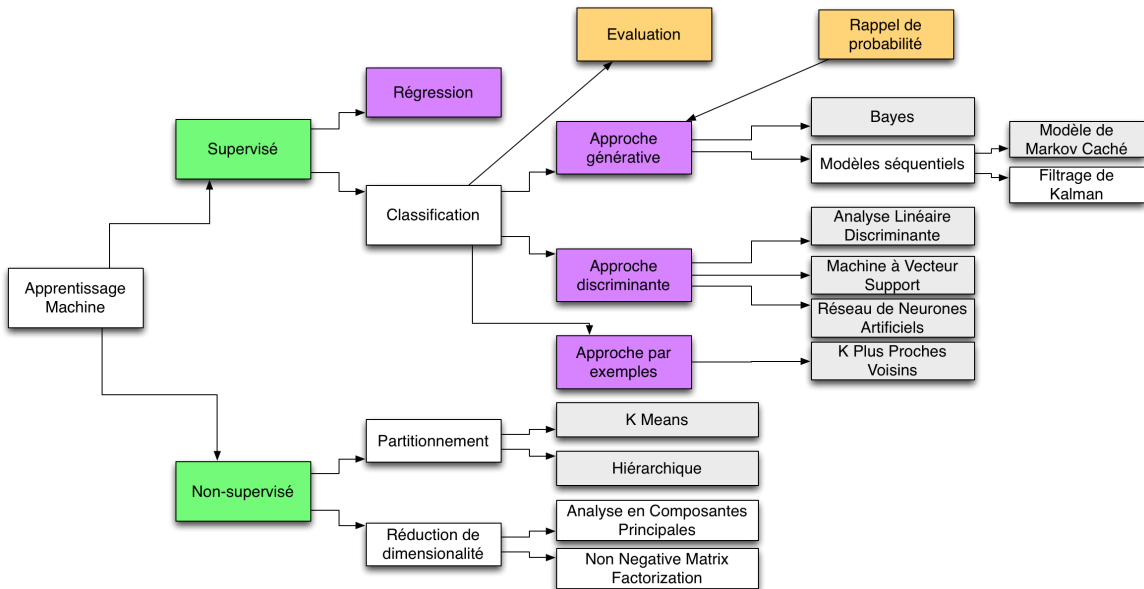 Evaluation
Rappel de
probabilité
Régression
Supervisé
Approche
générative
Bayes
Modèles séquentiels
Modèle de
Markov Caché
Filtrage de
Kalman
Classification
Approche
discriminante
Analyse Linéaire
Discriminante
Machine à Vecteur
Support
Réseau de Neurones
Artificiels
Apprentissage
Machine
Approche par
exemples
K Plus Proches
Voisins
Partitionnement
K Means
Hiérarchique
Non-supervisé
Réduction de
dimensionalité
Analyse en Composantes
Principales
Non Negative Matrix
Factorization